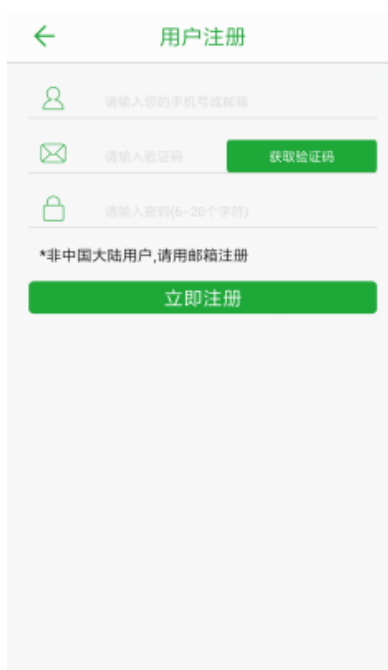 用户注册
请输入您的手机号或邮箱
请输入验证码 获取验证码
请输入密码(6-20个字符)
*非中国大陆用户,请用邮箱注册
立即注册